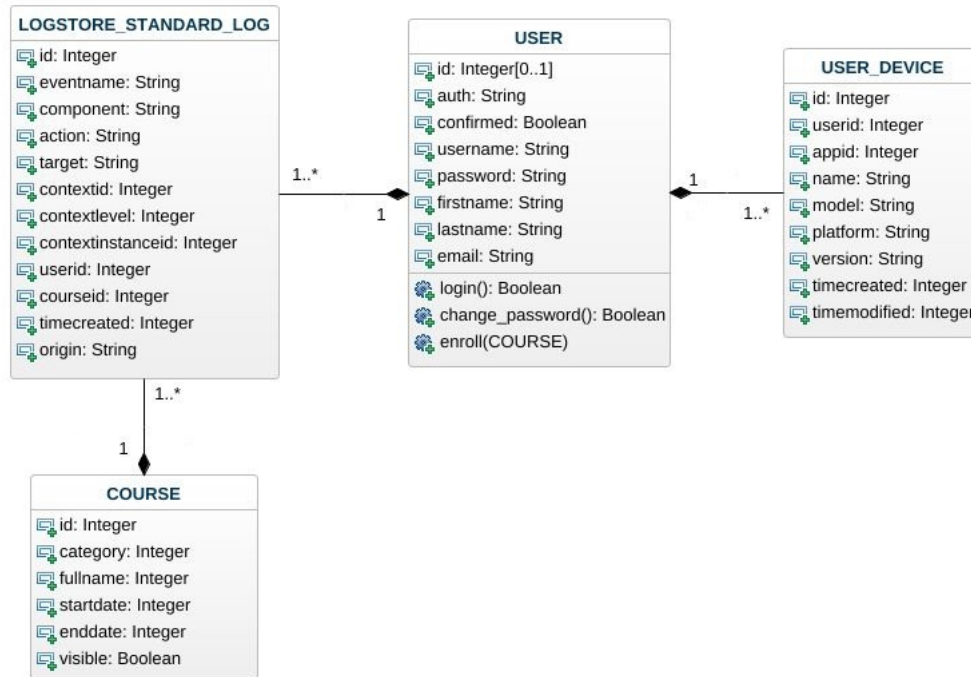 LOGSTORE_STANDARD_LOG
id: Integer
eventname: String
component: String
action: String
target: String
contextid: Integer
contextlevel: Integer
contextinstanceid: Integer
userid: Integer
courseid: Integer
timecreated: Integer
origin: String
1..*
1
USER
id: Integer[0..1]
auth: String
confirmed: Boolean
username: String
password: String
firstname: String
lastname: String
email: String
login(): Boolean
change_password(): Boolean
enroll(COURSE)
1
1..*
USER_DEVICE
id: Integer
userid: Integer
appid: Integer
name: String
model: String
platform: String
version: String
timecreated: Integer
timemodified: Integer
1..*
1
COURSE
id: Integer
category: Integer
fullname: Integer
startdate: Integer
enddate: Integer
visible: Boolean